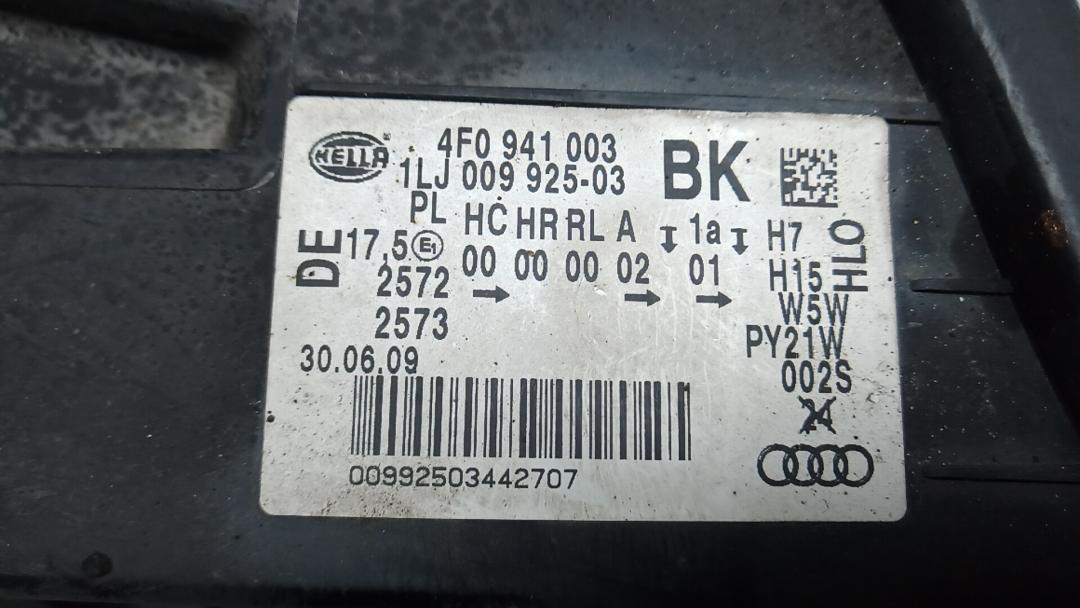 HELLA
4F0 941 003
1LJ 009 925-03
BK
PL HC HR RL A 1a H7
DE 17,5 E1 00 00 00 02 01 H15 HLO
2572 → → → W5W
2573 PY21W
002S
30.06.09
24
00992503442707